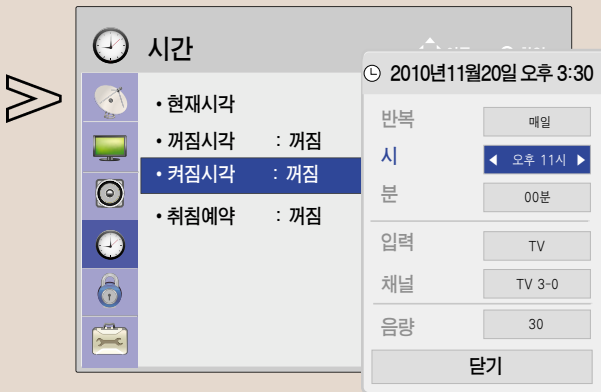 시간
• 현재시각
• 꺼짐시각 : 꺼짐
• 켜짐시각 : 꺼짐
• 취침예약 : 꺼짐
2010년11월20일 오후 3:30
반복 매일
시 ◀ 오후 11시 ▶
분 00분
입력 TV
채널 TV 3-0
음량 30
닫기